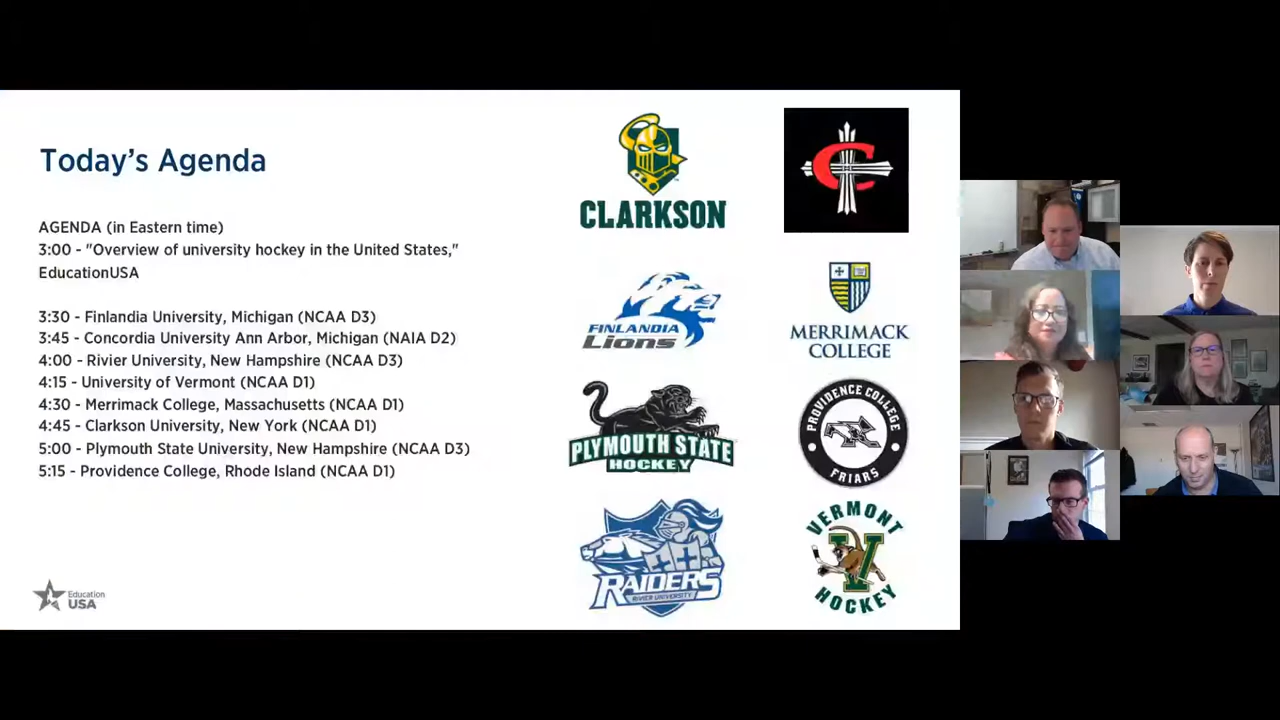 Today's Agenda
AGENDA (in Eastern time)
3:00 - "Overview of university hockey in the United States,"
EducationUSA
3:30 - Finlandia University, Michigan (NCAA D3)
3:45 - Concordia University Ann Arbor, Michigan (NAIA D2)
4:00 - Rivier University, New Hampshire (NCAA D3)
4:15 - University of Vermont (NCAA D1)
4:30 - Merrimack College, Massachusetts (NCAA D1)
4:45 - Clarkson University, New York (NCAA D1)
5:00 - Plymouth State University, New Hampshire (NCAA D3)
5:15 - Providence College, Rhode Island (NCAA D1)
Education
USA
CLARKSON
C
FINLANDIA
Lions
MERRIMACK
COLLEGE
PLYMOUTH STATE
HOCKEY
PROVIDENCE COLLEGE
FRIARS
RAIDERS
RIVIER UNIVERSITY
VERMONT
V
HOCKEY